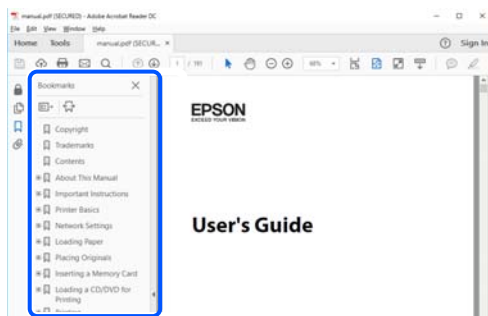 manual.pdf (SECURED) - Adobe Acrobat Reader DC
File Edit View Window Help
Home Tools manual.pdf (SECUR... × Sign In
1 / 191
Bookmarks
EPSON
EXCEED YOUR VISION
Copyright
Trademarks
Contents
About This Manual
Important Instructions
Printer Basics
User's Guide
Network Settings
Loading Paper
Placing Originals
Inserting a Memory Card
Loading a CD/DVD for
Printing